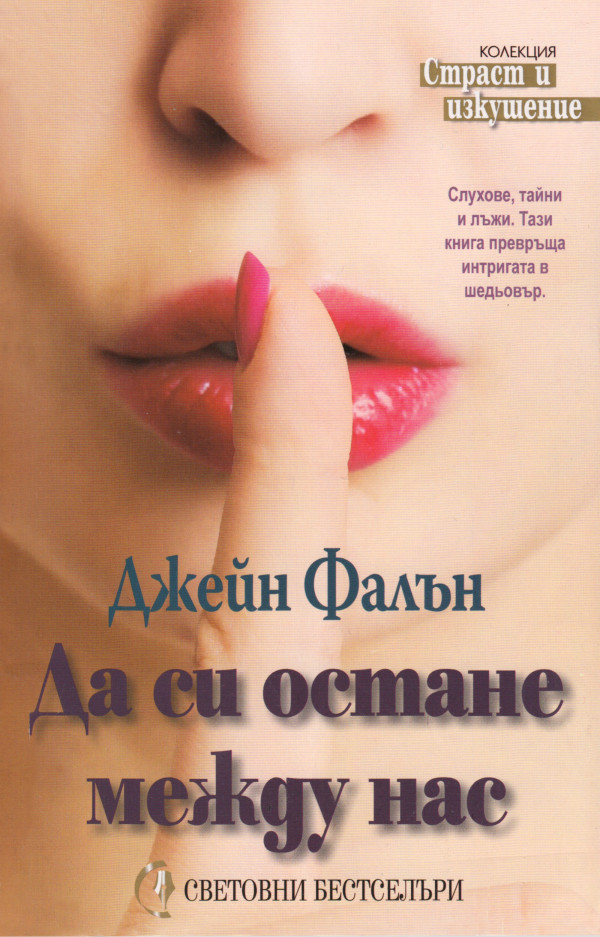 КОЛЕКЦИЯ
Страст и
изкушение
Слухове, тайни
и лъжи. Тази
книга превръща
интригата в
шедьовър.
Джейн Фалън
Да си остане
между нас
СВЕТОВНИ БЕСТСЕЛЪРИ